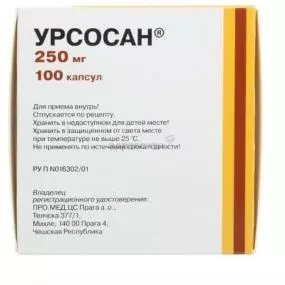 УРСОСАН®
250 мг
100 капсул
Для приема внутрь!
Отпускается по рецепту.
Хранить в недоступном для детей месте!
Хранить в защищенном от света месте
при температуре не выше 25 °C.
Не применять по истечении срока годности!
РУ П N016302/01
Владелец
регистрационного удостоверения:
ПРО.МЕД.ЦС Прага а. о.,
Телчска 377/1,
Михле, 140 00 Прага 4,
Чешская Республика